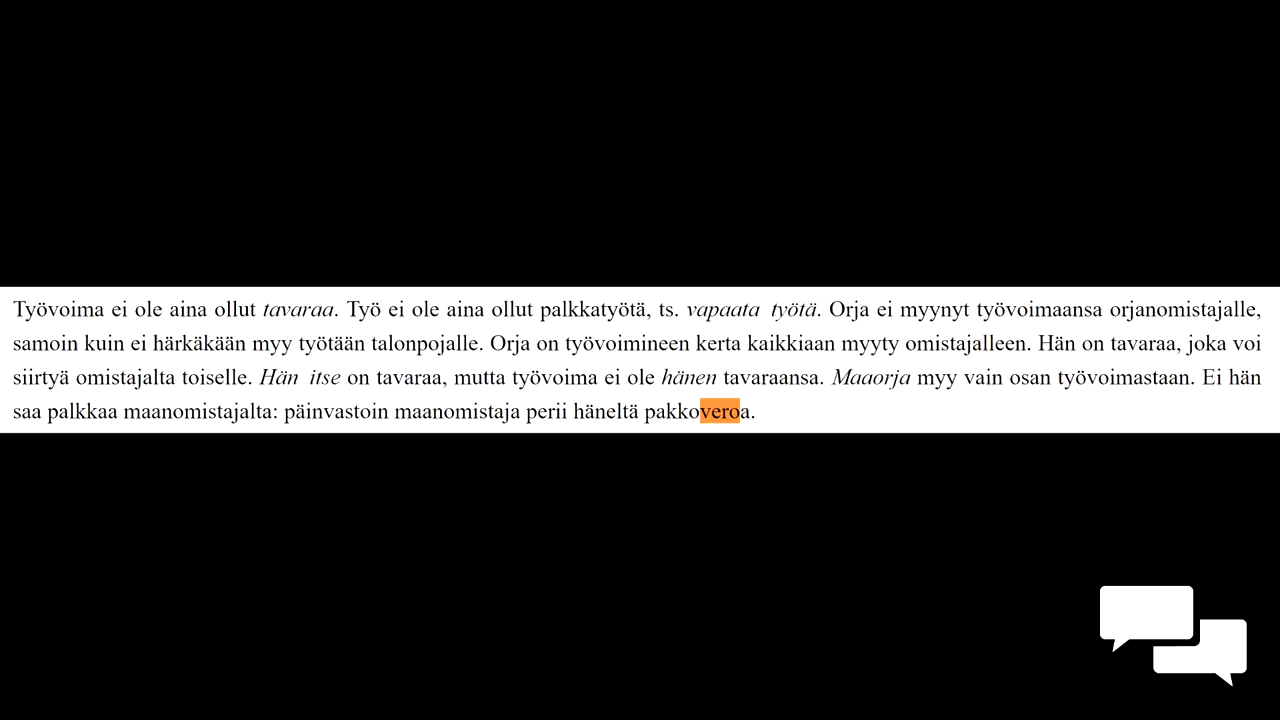 Työvoima ei ole aina ollut tavaraa. Työ ei ole aina ollut palkkatyötä, ts. vapaata työtä. Orja ei myynyt työvoimaansa orjanomistajalle,
samoin kuin ei härkäkään myy työtään talonpojalle. Orja on työvoimineen kerta kaikkiaan myyty omistajalleen. Hän on tavaraa, joka voi
siirtyä omistajalta toiselle. Hän itse on tavaraa, mutta työvoima ei ole hänen tavaraansa. Maaorja myy vain osan työvoimastaan. Ei hän
saa palkkaa maanomistajalta: päinvastoin maanomistaja perii häneltä pakkoveroa.